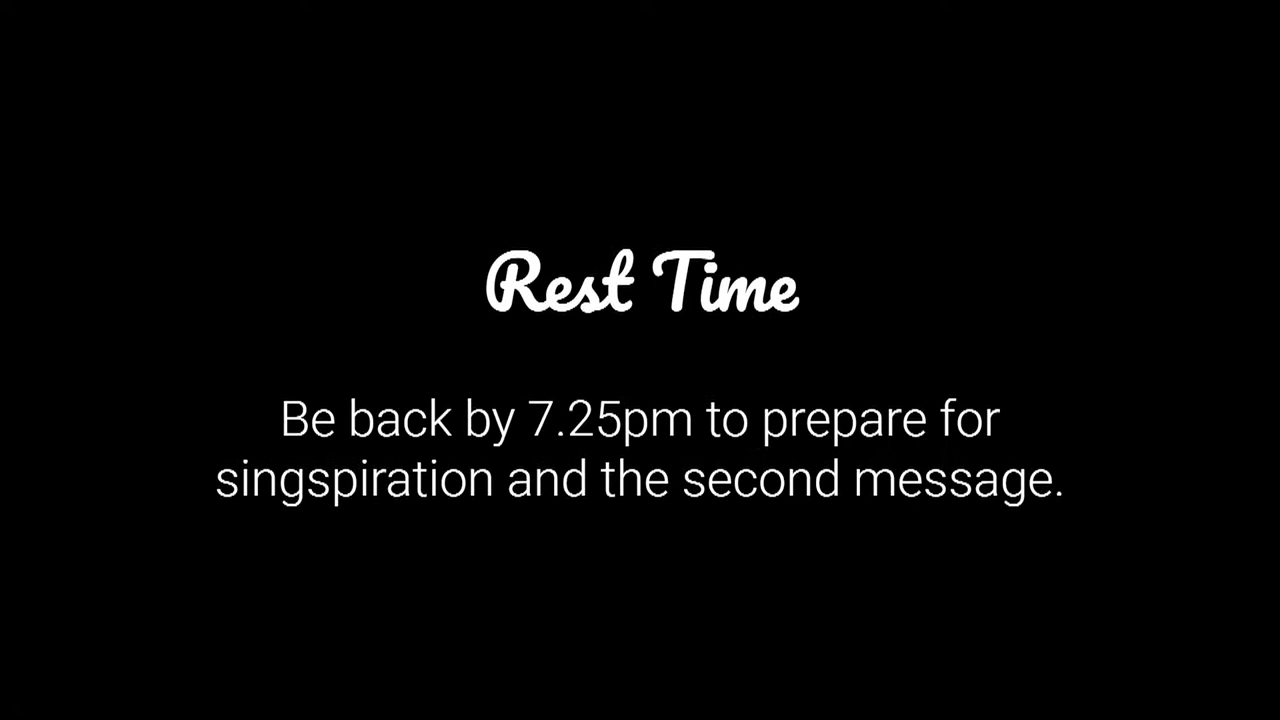 Rest Time
Be back by 7.25pm to prepare for
singspiration and the second message.